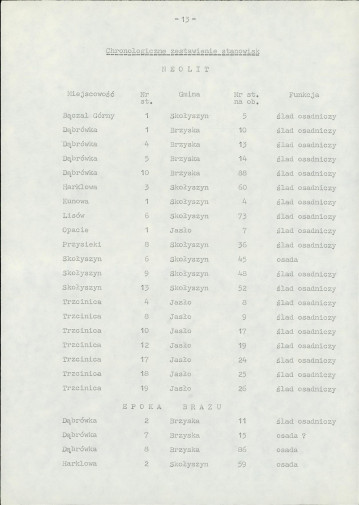 - 13 -
Chronologiczne zestawienie stanowisk
N E O L I T
Miejscowość Nr st. Gmina Nr st. na ob. Funkcja
Bączal Górny 1 Skołyszyn 5 ślad osadniczy
Dąbrówka 1 Brzyska 10 ślad osadniczy
Dąbrówka 4 Brzyska 13 ślad osadniczy
Dąbrówka 5 Brzyska 14 ślad osadniczy
Dąbrówka 10 Brzyska 88 ślad osadniczy
Harklowa 3 Skołyszyn 60 ślad osadniczy
Kunowa 1 Skołyszyn 4 ślad osadniczy
Lisów 6 Skołyszyn 73 ślad osadniczy
Opacie 1 Jasło 7 ślad osadniczy
Przysieki 8 Skołyszyn 36 ślad osadniczy
Skołyszyn 6 Skołyszyn 45 osada
Skołyszyn 9 Skołyszyn 48 ślad osadniczy
Skołyszyn 13 Skołyszyn 52 ślad osadniczy
Trzcinica 4 Jasło 8 ślad osadniczy
Trzcinica 8 Jasło 9 ślad osadniczy
Trzcinica 10 Jasło 17 ślad osadniczy
Trzcinica 12 Jasło 19 ślad osadniczy
Trzcinica 17 Jasło 24 ślad osadniczy
Trzcinica 18 Jasło 25 ślad osadniczy
Trzcinica 19 Jasło 26 ślad osadniczy
E P O K A B R A Z U
Dąbrówka 2 Brzyska 11 ślad osadniczy
Dąbrówka 7 Brzyska 15 osada ?
Dąbrówka 8 Brzyska 86 osada
Harklowa 2 Skołyszyn 59 osada